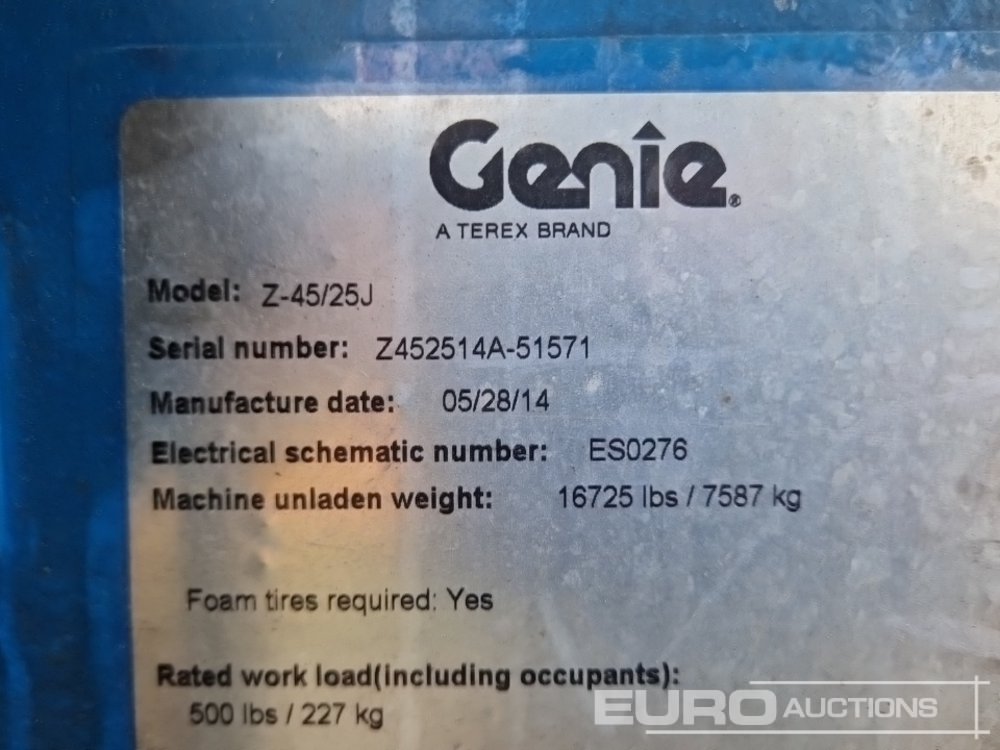 Genie®
A TEREX BRAND
Model: Z-45/25J
Serial number: Z452514A-51571
Manufacture date: 05/28/14
Electrical schematic number: ES0276
Machine unladen weight: 16725 lbs / 7587 kg
Foam tires required: Yes
Rated work load(including occupants):
500 lbs / 227 kg
EURO AUCTIONS